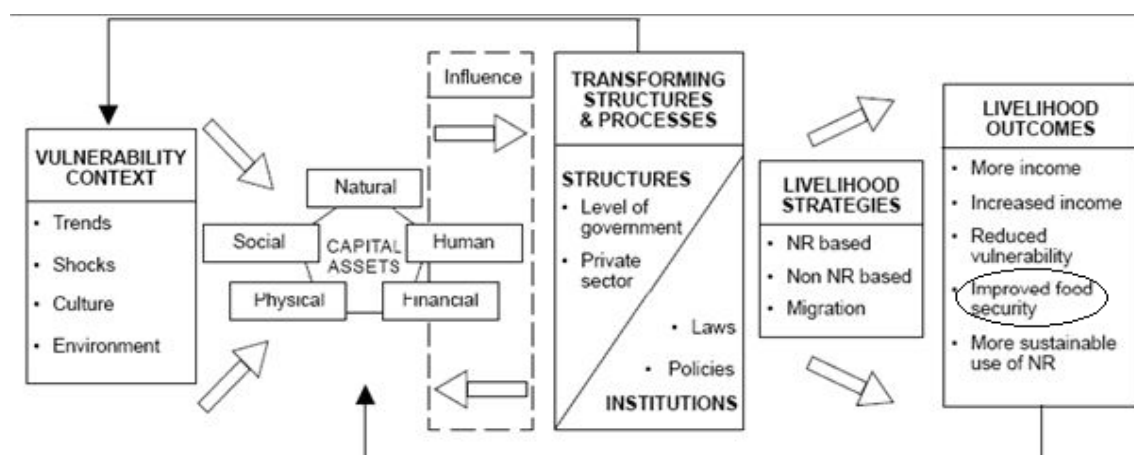 VULNERABILITY
CONTEXT
• Trends
• Shocks
• Culture
• Environment
Natural
Social
Human
CAPITAL
ASSETS
Physical
Financial
Influence
TRANSFORMING
STRUCTURES
& PROCESSES
STRUCTURES
• Level of
government
• Private
sector
• Laws
• Policies
INSTITUTIONS
LIVELIHOOD
STRATEGIES
• NR based
• Non NR based
• Migration
LIVELIHOOD
OUTCOMES
• More income
• Increased income
• Reduced
vulnerability
• Improved food
security
• More sustainable
use of NR